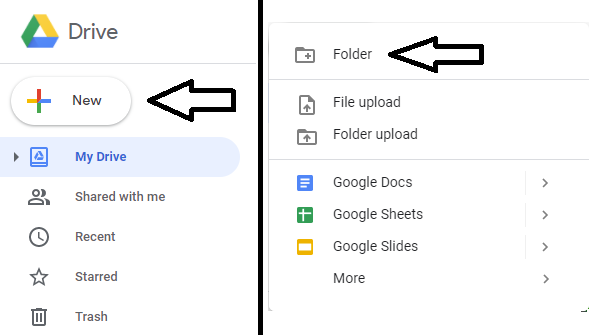 Drive
New
My Drive
Shared with me
Recent
Starred
Trash
Folder
File upload
Folder upload
Google Docs
Google Sheets
Google Slides
More